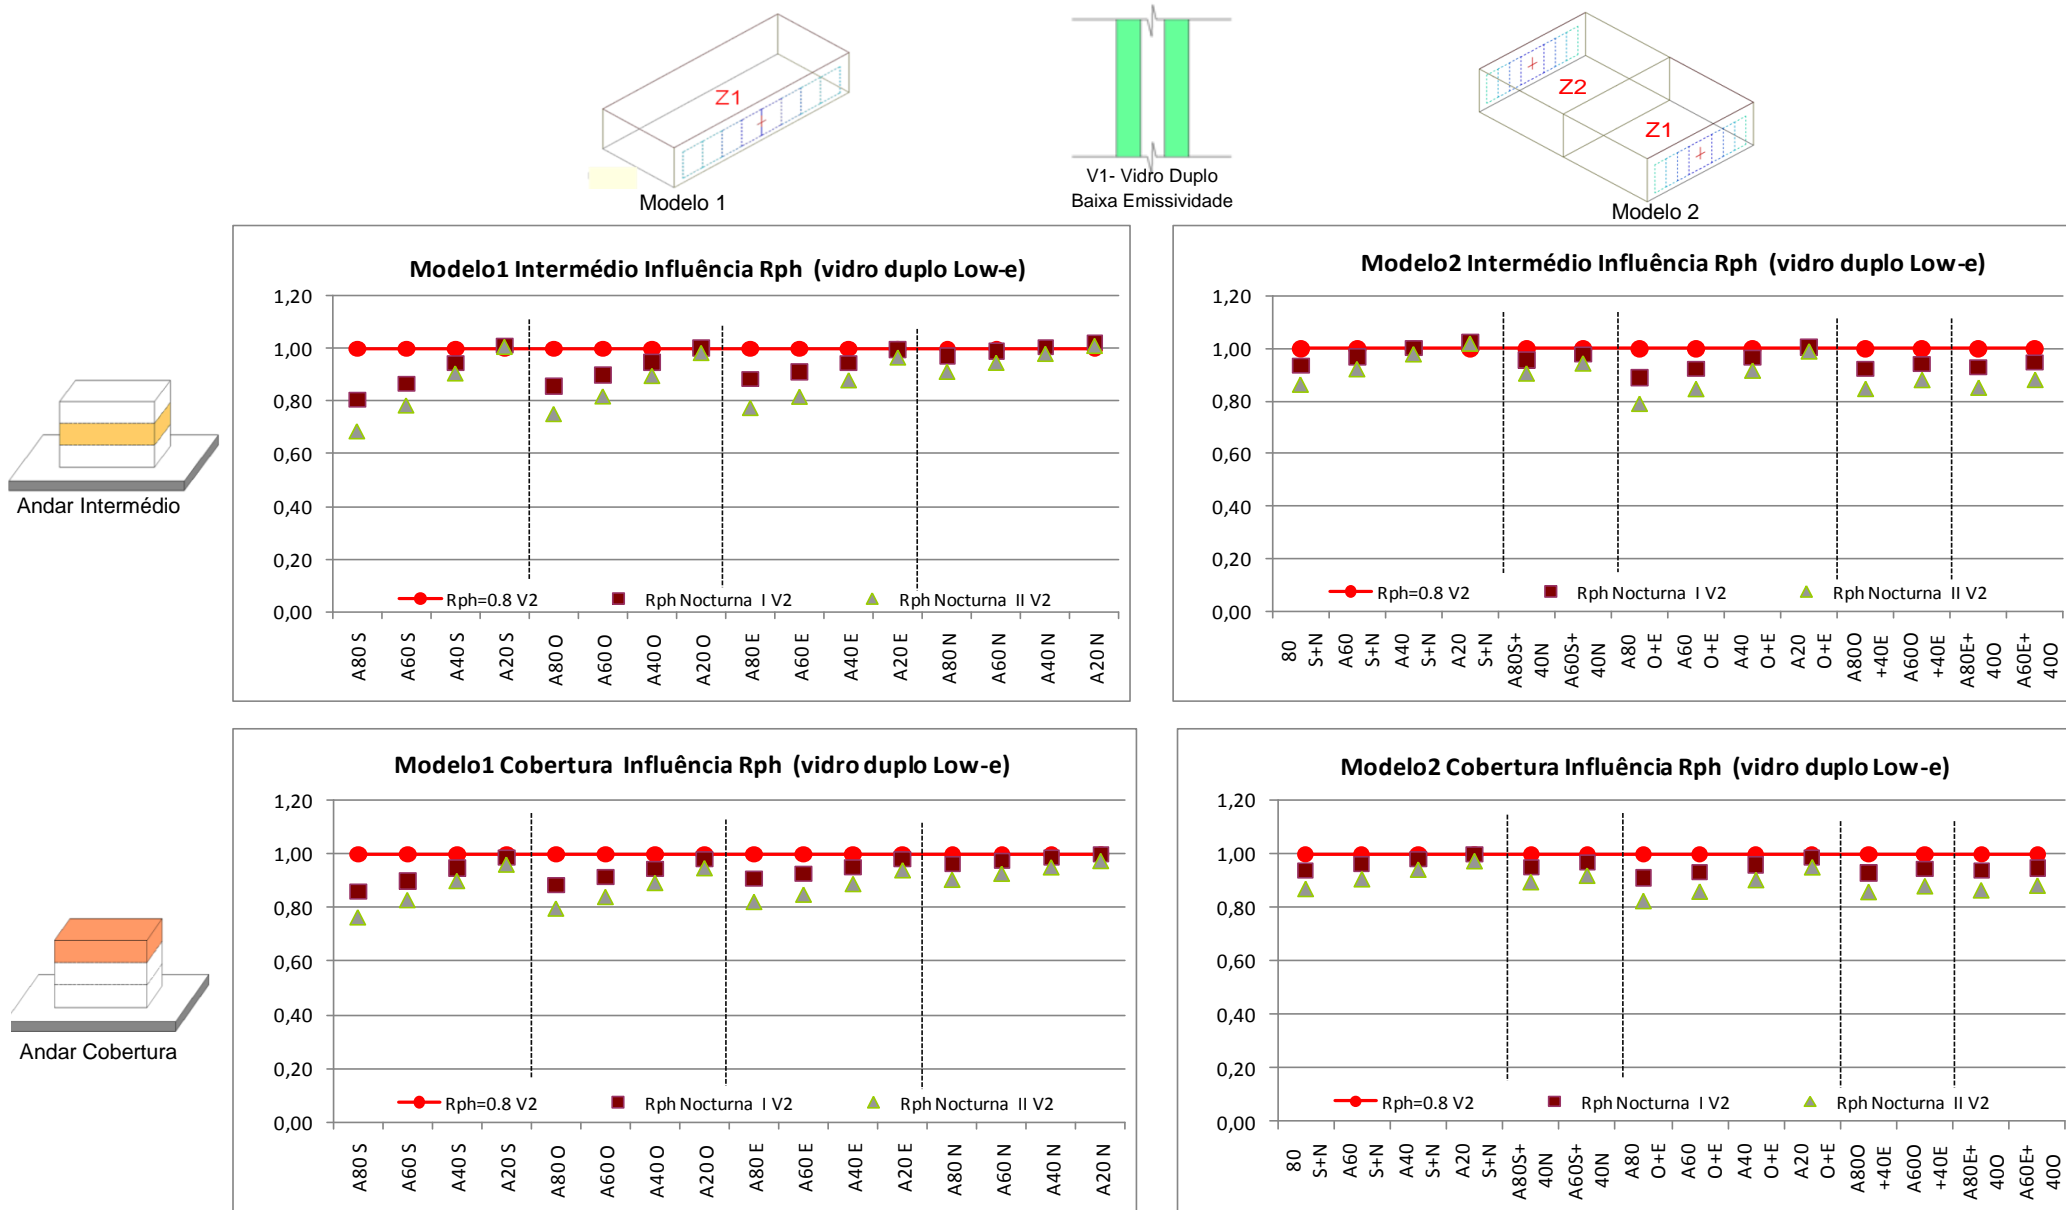 Z1
Modelo 1
V1- Vidro Duplo
Baixa Emissividade
Z2
Z1
Modelo 2
Modelo1 Intermédio Influência Rph (vidro duplo Low-e)
1,20
1,00
0,80
0,60
0,40
0,20
0,00
Rph=0.8 V2
Rph Nocturna I V2
Rph Nocturna II V2
A80 S
A60 S
A40 S
A20 S
A80 O
A60 O
A40 O
A20 O
A80 E
A60 E
A40 E
A20 E
A80 N
A60 N
A40 N
A20 N
Modelo2 Intermédio Influência Rph (vidro duplo Low-e)
1,20
1,00
0,80
0,60
0,40
0,20
0,00
Rph=0.8 V2
Rph Nocturna I V2
Rph Nocturna II V2
80
S+N
A60
S+N
A40
S+N
A20
S+N
A80S+
40N
A60S+
40N
A80
O+E
A60
O+E
A40
O+E
A20
O+E
A80O
+40E
A60O
+40E
A80E+
40O
A60E+
40O
Andar Intermédio
Modelo1 Cobertura Influência Rph (vidro duplo Low-e)
1,20
1,00
0,80
0,60
0,40
0,20
0,00
Rph=0.8 V2
Rph Nocturna I V2
Rph Nocturna II V2
A80 S
A60 S
A40 S
A20 S
A80 O
A60 O
A40 O
A20 O
A80 E
A60 E
A40 E
A20 E
A80 N
A60 N
A40 N
A20 N
Modelo2 Cobertura Influência Rph (vidro duplo Low-e)
1,20
1,00
0,80
0,60
0,40
0,20
0,00
Rph=0.8 V2
Rph Nocturna I V2
Rph Nocturna II V2
80
S+N
A60
S+N
A40
S+N
A20
S+N
A80S+
40N
A60S+
40N
A80
O+E
A60
O+E
A40
O+E
A20
O+E
A80O
+40E
A60O
+40E
A80E+
40O
A60E+
40O
Andar Cobertura